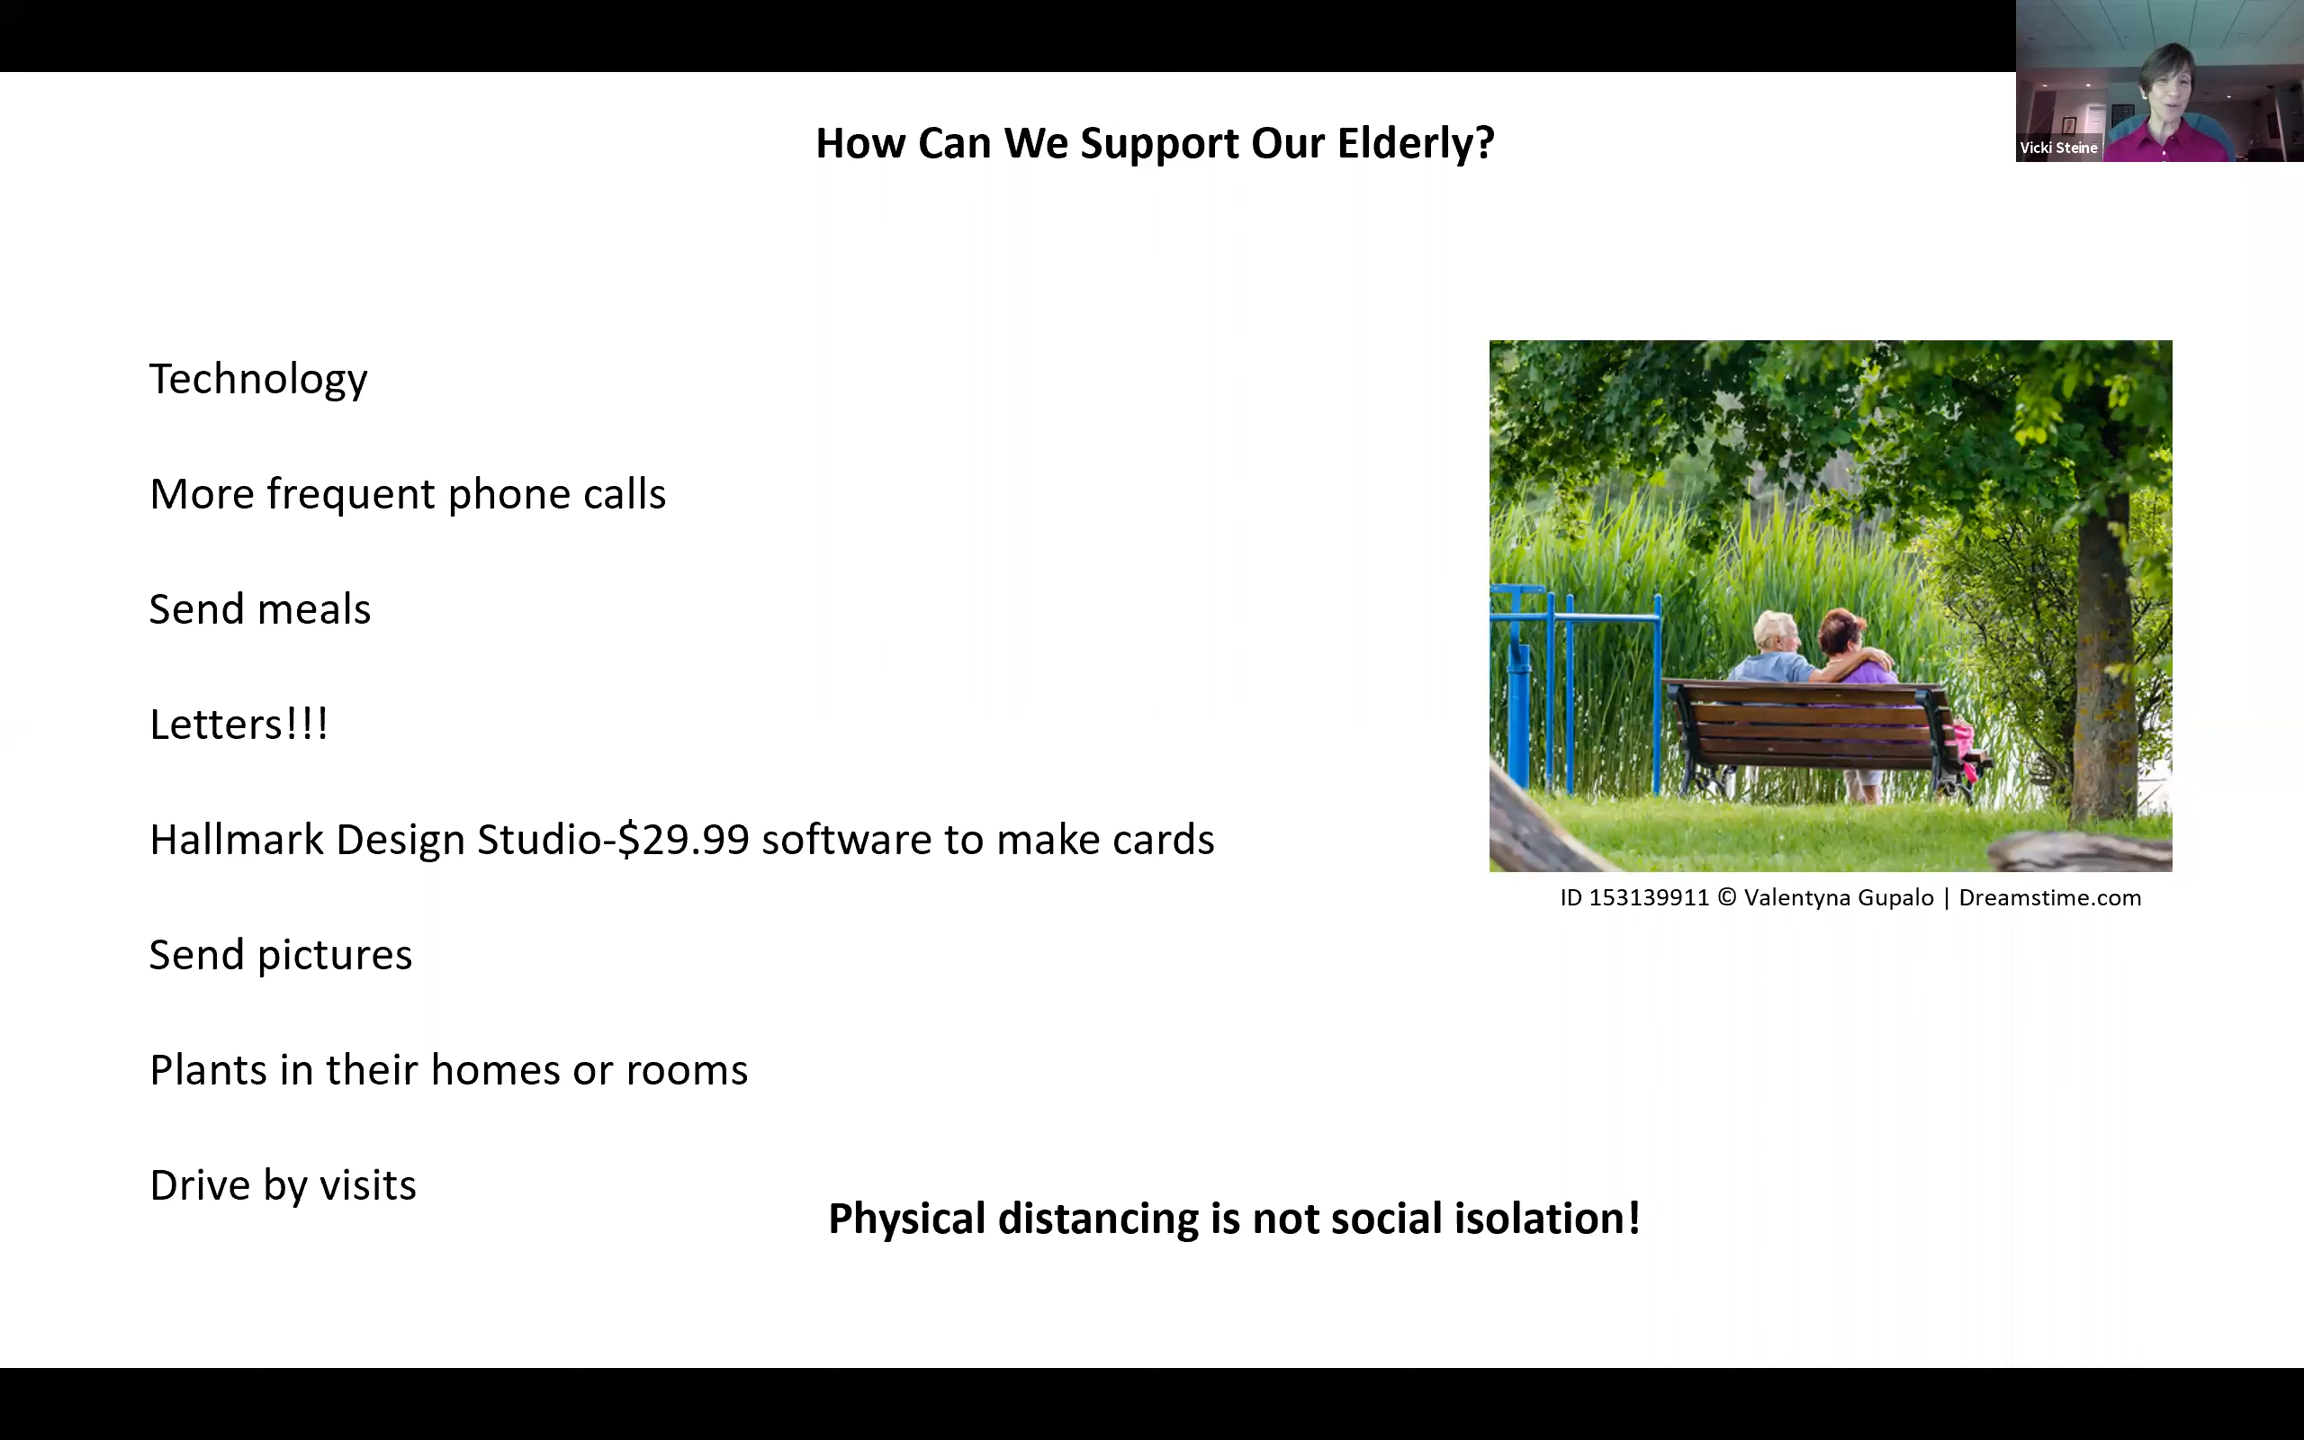 How Can We Support Our Elderly?
Vicki Steine
Technology
More frequent phone calls
Send meals
Letters!!!
Hallmark Design Studio-$29.99 software to make cards
Send pictures
Plants in their homes or rooms
Drive by visits
ID 153139911 © Valentyna Gupalo | Dreamstime.com
Physical distancing is not social isolation!